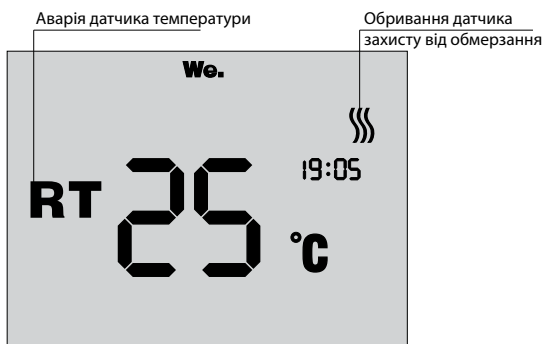 Аварія датчика температури
Обривання датчика
захисту від обмерзання
We.
19:05
RT 25 °C